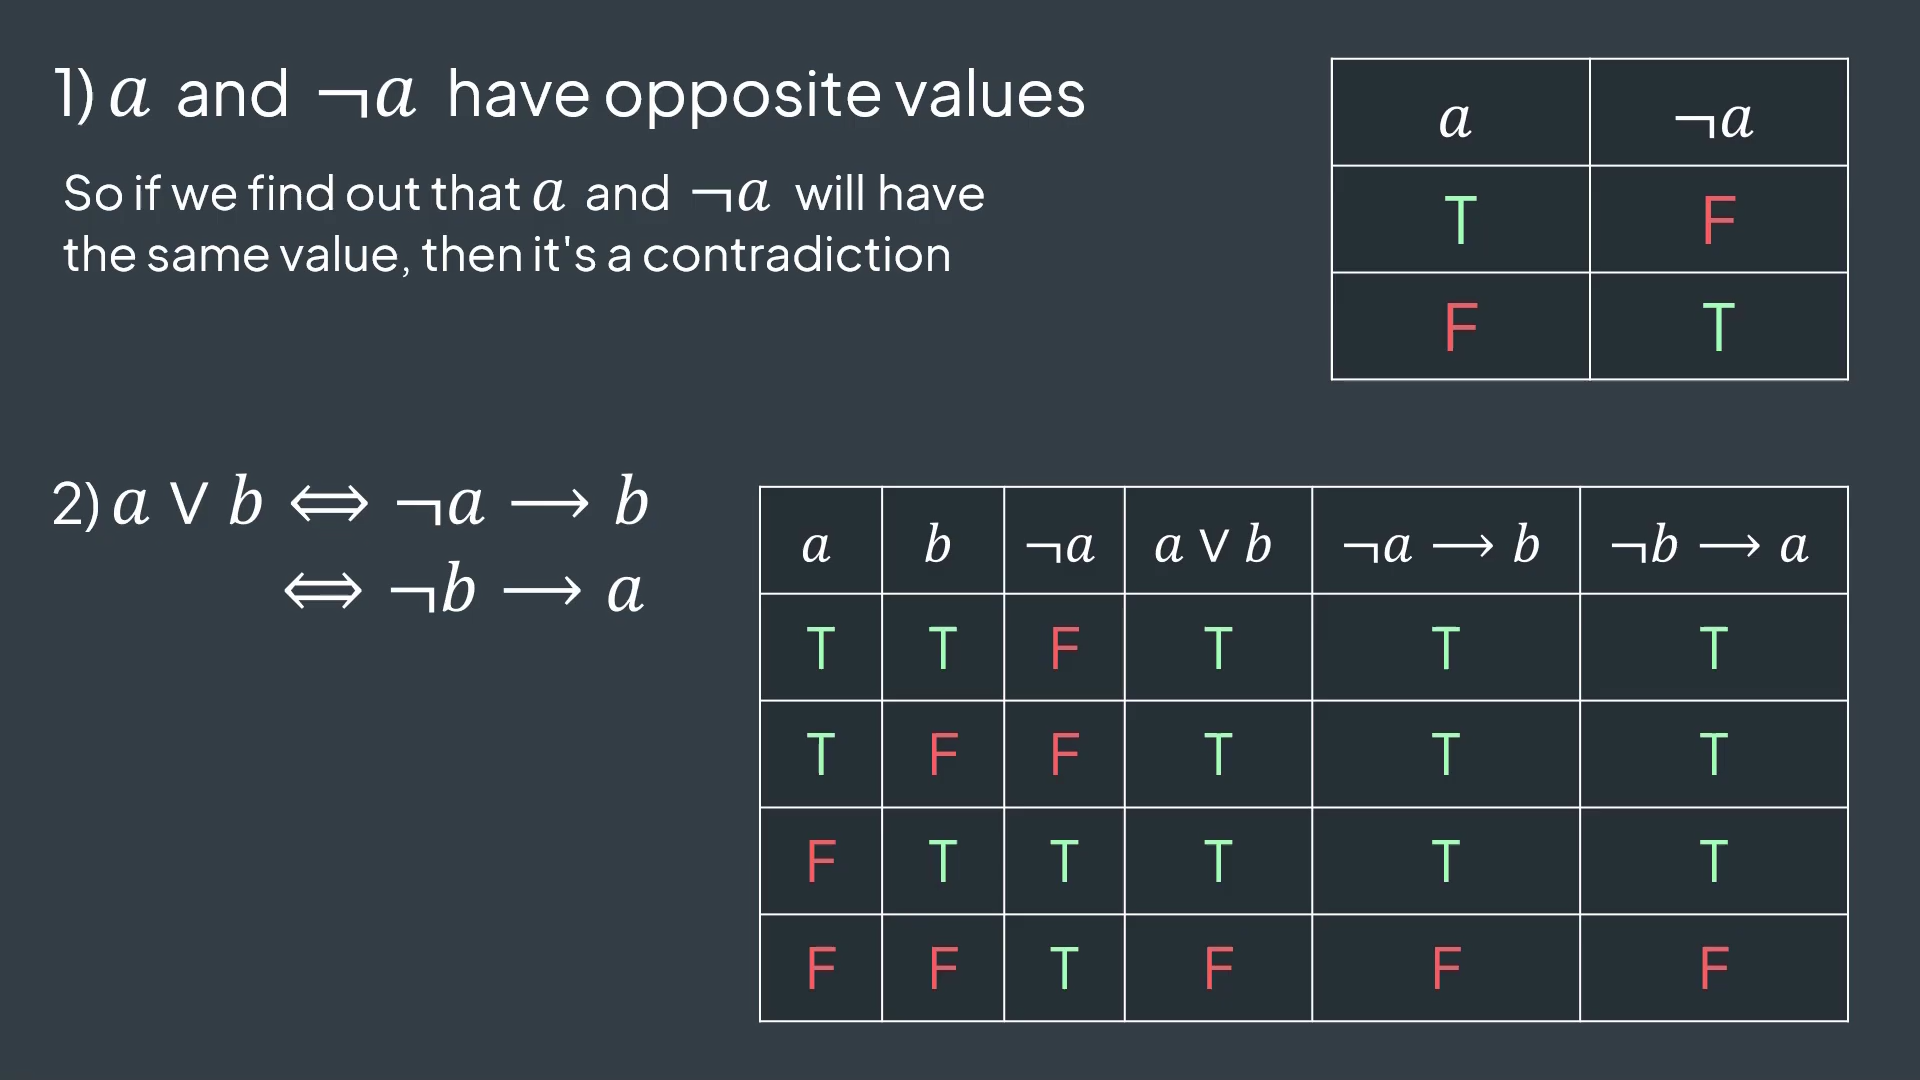 1) a and ¬a have opposite values
So if we find out that a and ¬a will have
the same value, then it's a contradiction
a ¬a
T F
F T
2) a ∨ b ⟺ ¬a ⟶ b
⟺ ¬b ⟶ a
a b ¬a a ∨ b ¬a ⟶ b ¬b ⟶ a
T T F T T T
T F F T T T
F T T T T T
F F T F F F